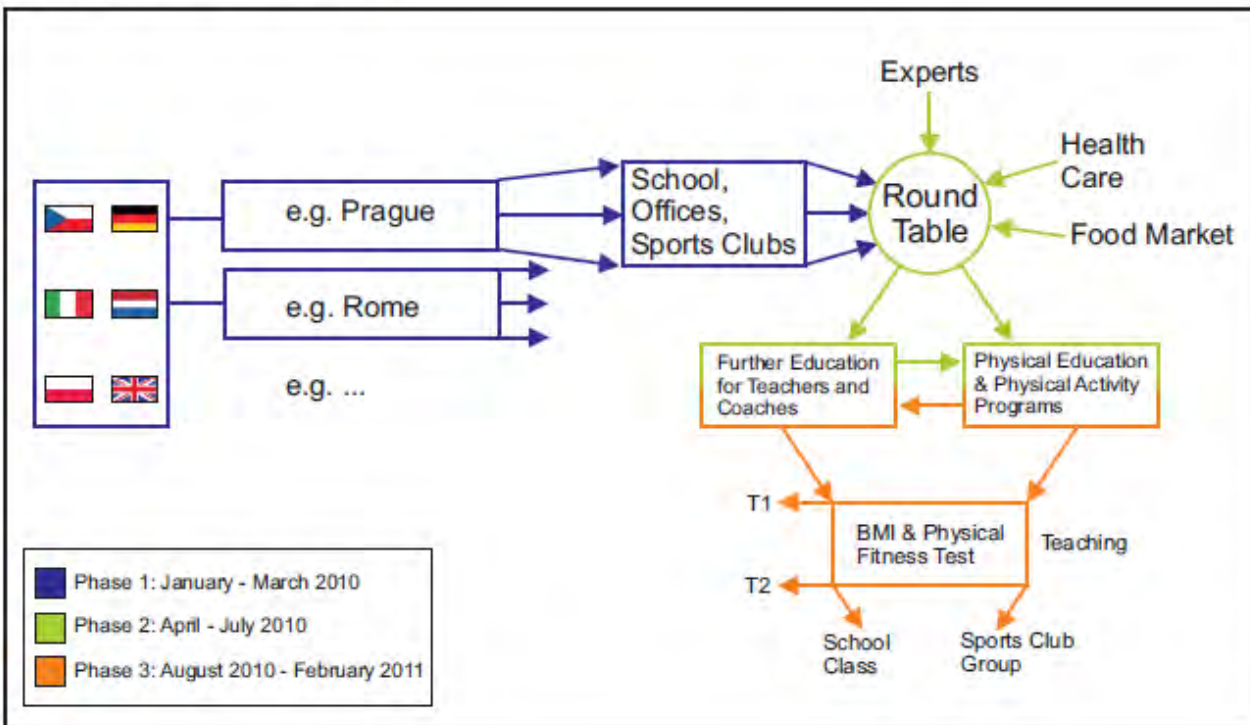 Experts
Health
Care
Food Market
Round
Table
School,
Offices,
Sports Clubs
e.g. Prague
e.g. Rome
e.g. ...
Further Education
for Teachers and
Coaches
Physical Education
& Physical Activity
Programs
T1
T2
BMI & Physical
Fitness Test
Teaching
School
Class
Sports Club
Group
Phase 1: January - March 2010
Phase 2: April - July 2010
Phase 3: August 2010 - February 2011